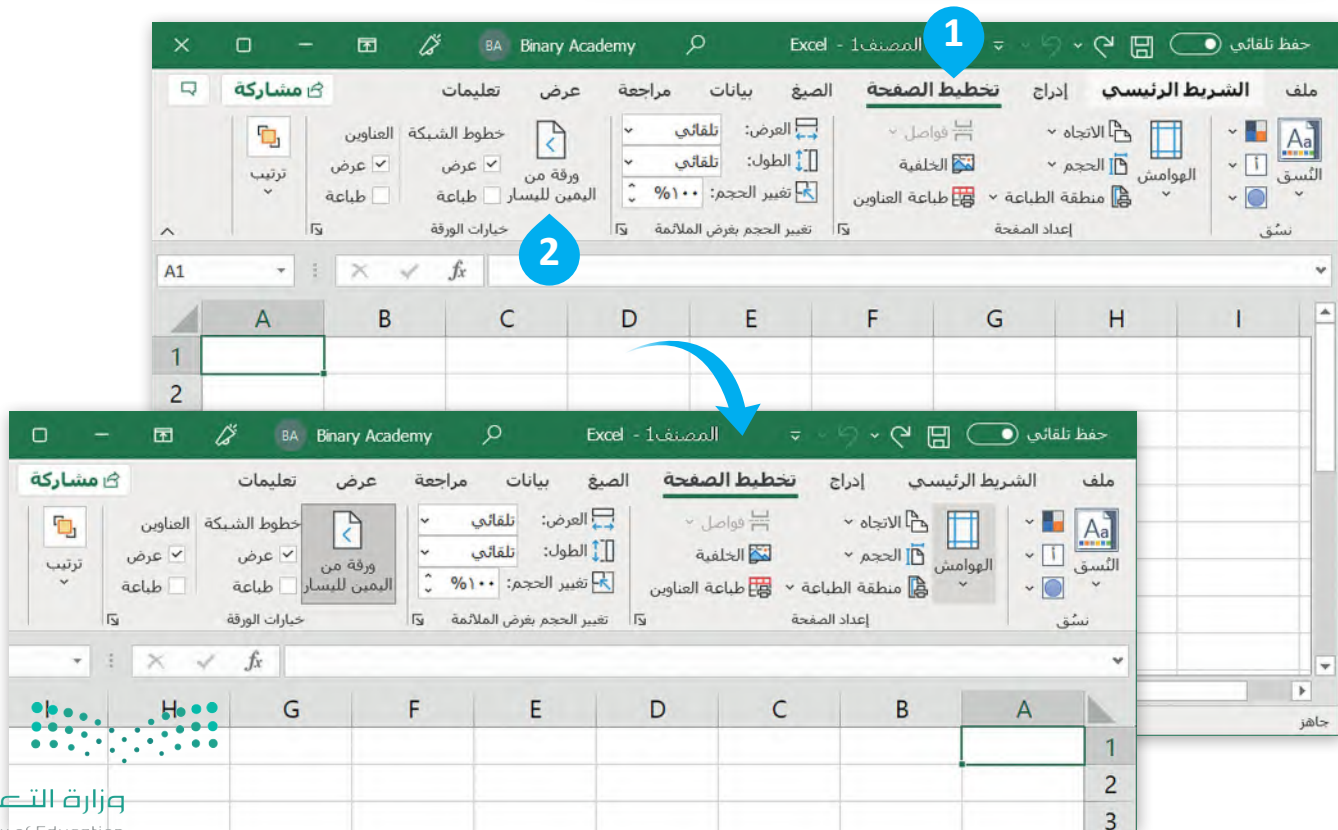 1
حفظ تلقائي
المصنف1 - Excel
Binary Academy
BA
ملف
الشريط الرئيسي
إدراج
تخطيط الصفحة
الصيغ
بيانات
مراجعة
عرض
تعليمات
مشاركة
Aa
النُسق
نسُق
الهوامش
الاتجاه
الحجم
منطقة الطباعة
فواصل
الخلفية
طباعة العناوين
إعداد الصفحة
العرض: تلقائي
الطول: تلقائي
تغيير الحجم: ١٠٠%
تغيير الحجم بغرض الملائمة
ورقة من
اليمين لليسار
خطوط الشبكة
عرض
طباعة
العناوين
عرض
طباعة
خيارات الورقة
ترتيب
2
A1
fx
A B C D E F G H I
1
2
جاهز
حفظ تلقائي
المصنف1 - Excel
Binary Academy
BA
ملف
الشريط الرئيسي
إدراج
تخطيط الصفحة
الصيغ
بيانات
مراجعة
عرض
تعليمات
مشاركة
Aa
النُسق
نسُق
الهوامش
الاتجاه
الحجم
منطقة الطباعة
فواصل
الخلفية
طباعة العناوين
إعداد الصفحة
العرض: تلقائي
الطول: تلقائي
تغيير الحجم: ١٠٠%
تغيير الحجم بغرض الملائمة
ورقة من
اليمين لليسار
خطوط الشبكة
عرض
طباعة
العناوين
عرض
طباعة
خيارات الورقة
ترتيب
fx
I H G F E D C B A
1
2
3
وزارة